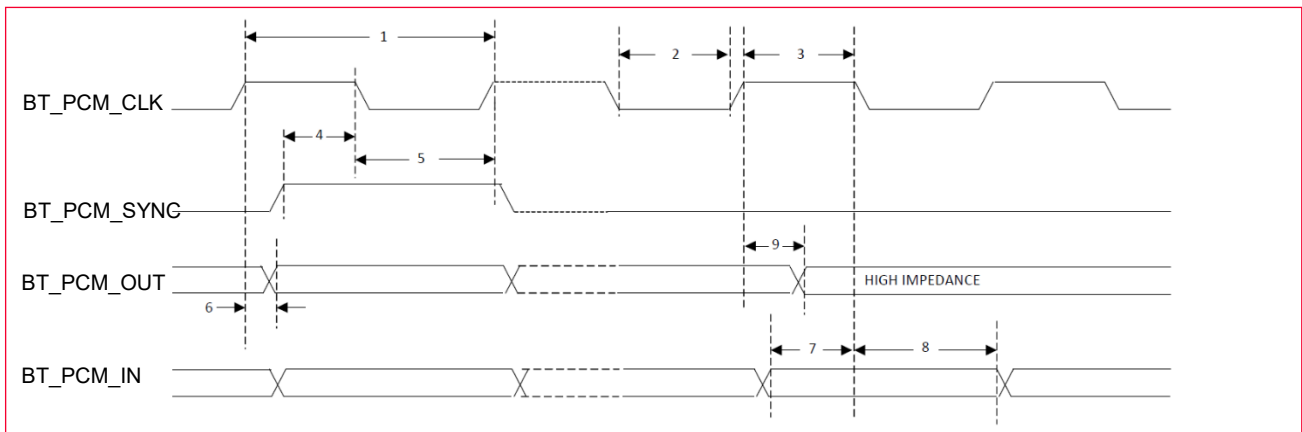 1
2
3
BT_PCM_CLK
4
5
BT_PCM_SYNC
9
BT_PCM_OUT
HIGH IMPEDANCE
6
7
8
BT_PCM_IN